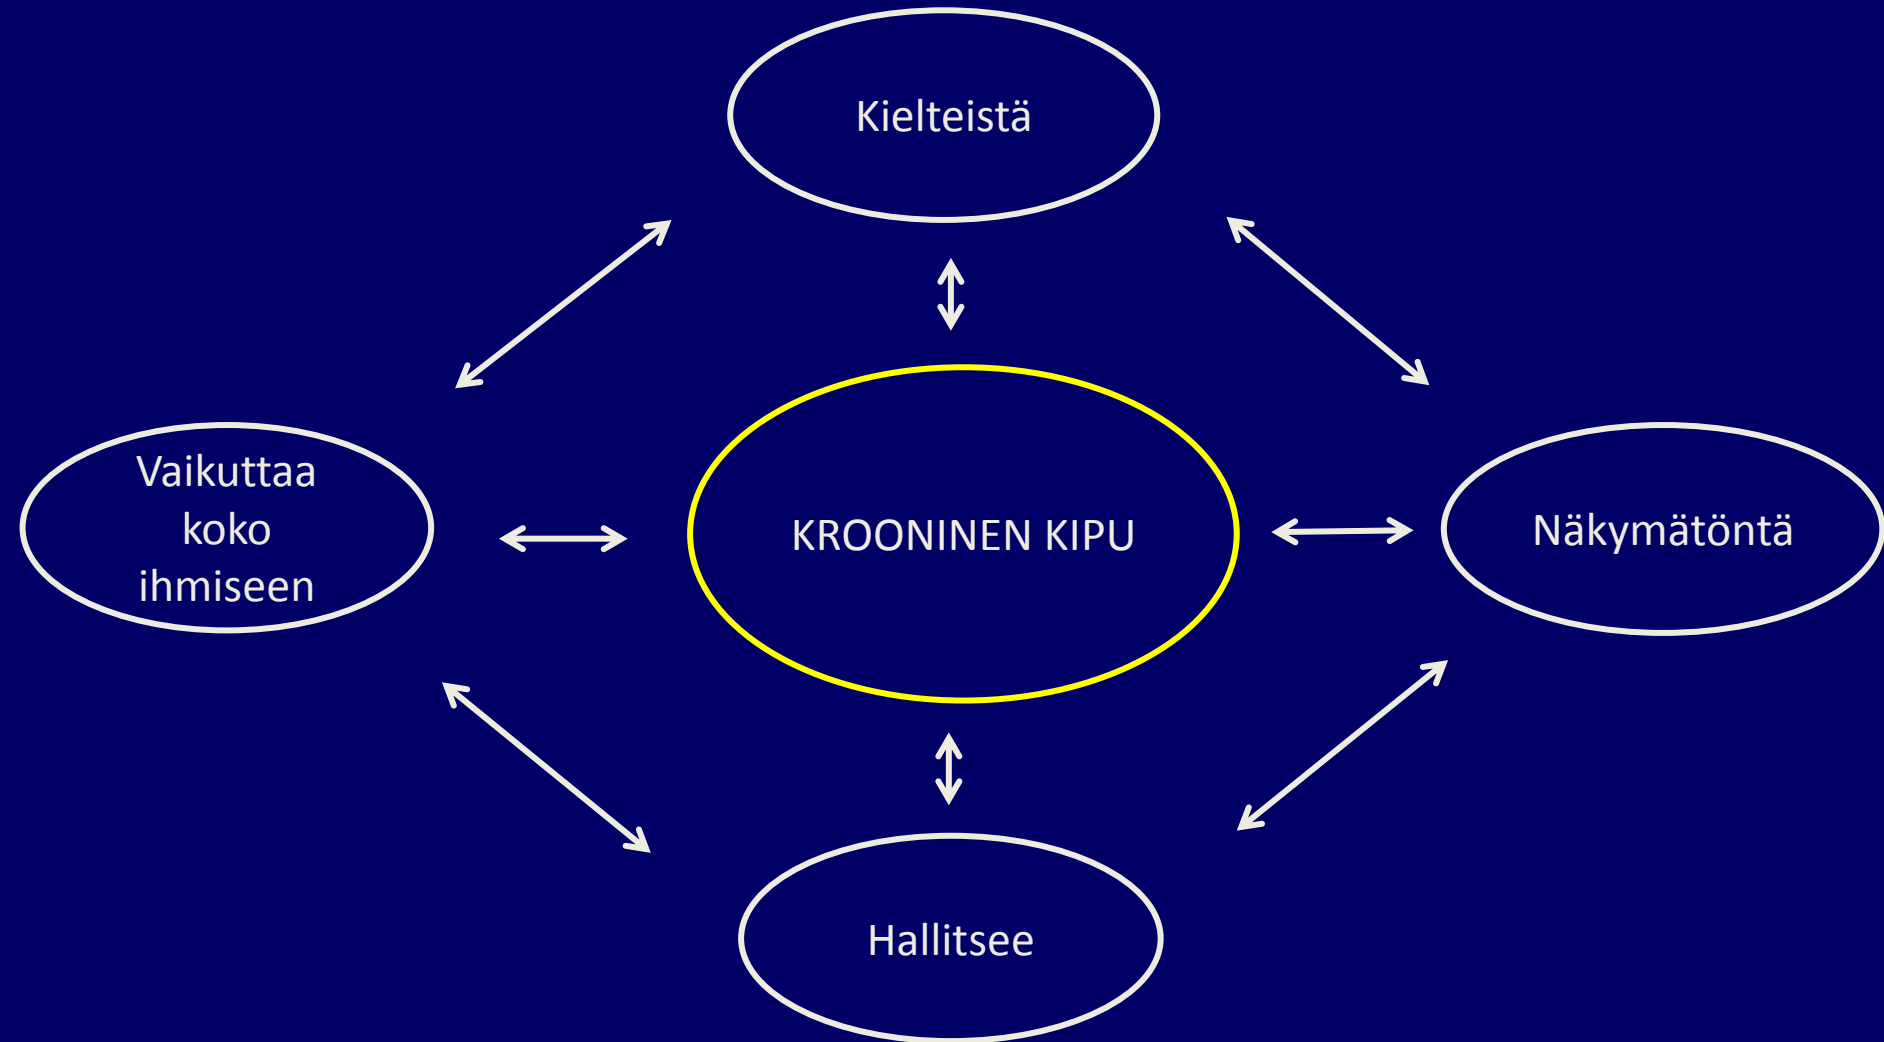 Kielteistä
Vaikuttaa
koko
ihmiseen
KROONINEN KIPU
Näkymätöntä
Hallitsee